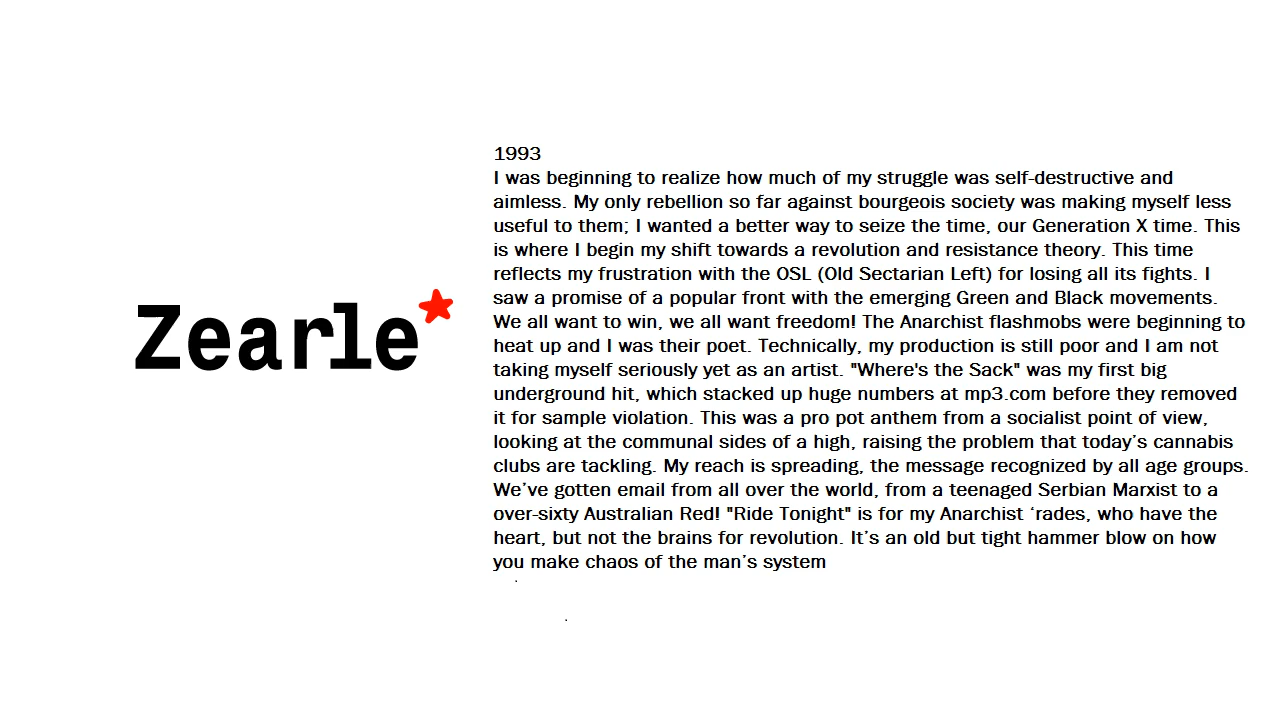 Zearle
1993
I was beginning to realize how much of my struggle was self-destructive and
aimless. My only rebellion so far against bourgeois society was making myself less
useful to them; I wanted a better way to seize the time, our Generation X time. This
is where I begin my shift towards a revolution and resistance theory. This time
reflects my frustration with the OSL (Old Sectarian Left) for losing all its fights. I
saw a promise of a popular front with the emerging Green and Black movements.
We all want to win, we all want freedom! The Anarchist flashmobs were beginning to
heat up and I was their poet. Technically, my production is still poor and I am not
taking myself seriously yet as an artist. "Where's the Sack" was my first big
underground hit, which stacked up huge numbers at mp3.com before they removed
it for sample violation. This was a pro pot anthem from a socialist point of view,
looking at the communal sides of a high, raising the problem that today’s cannabis
clubs are tackling. My reach is spreading, the message recognized by all age groups.
We’ve gotten email from all over the world, from a teenaged Serbian Marxist to a
over-sixty Australian Red! "Ride Tonight" is for my Anarchist ‘rades, who have the
heart, but not the brains for revolution. It’s an old but tight hammer blow on how
you make chaos of the man’s system
.
.